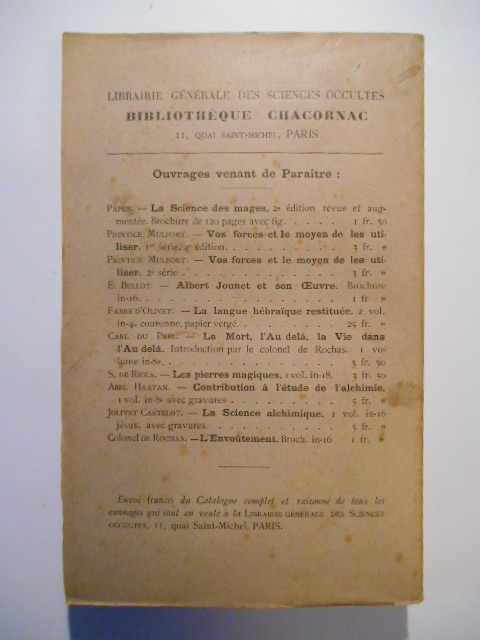 LIBRAIRIE GÉNÉRALE DES SCIENCES OCCULTES
BIBLIOTHÈQUE CHACORNAC
11, QUAI SAINT-MICHEL, PARIS
Ouvrages venant de Paraître :
PAPUS. — La Science des mages, 2e édition revue et aug-
mentée. Brochure de 120 pages avec fig. . . . . 1 fr. 50
PRINTICE MULFORT. — Vos forces et le moyen de les uti-
liser. 1re série. 4e édition. . . . . . . . . . . 3 fr. »
PRINTICE MULFORT. — Vos forces et le moyen de les uti-
liser. 2e série . . . . . . . . . . . . . . . 3 fr. »
E. BELLOT. — Albert Jounet et son Œuvre. Brochure
in-16. . . . . . . . . . . . . . . . . . 1 fr. »
FABRE D'OLIVET. — La langue hébraïque restituée. 2 vol.
in-4o couronne, papier vergé. . . . . . . . . 25 fr. »
CARL DU PREL. — La Mort, l'Au delà, la Vie dans
l'Au delà. Introduction par le colonel de Rochas. 1 vo-
lume in-8o. . . . . . . . . . . . . . . . 3 fr. 50
S. DE RIOLS. — Les pierres magiques, 1 vol. in-18. 3 fr. 50
ABIL HAATAN. — Contribution à l'étude de l'alchimie.
1 vol. in-8o avec gravures . . . . . . . . . 5 fr. »
JOLIVET CASTELOT. — La Science alchimique. 1 vol. in-16
jésus, avec gravures . . . . . . . . . . . 5 fr. »
Colonel DE ROCHAS. — L'Envoûtement. Broch. in-16 1 fr. »
Envoi franco du Catalogue complet et raisonné de tous les
ouvrages qui sont en vente à la LIBRAIRIE GÉNÉRALE DES SCIENCES
OCCULTES, 11, quai Saint-Michel, PARIS.